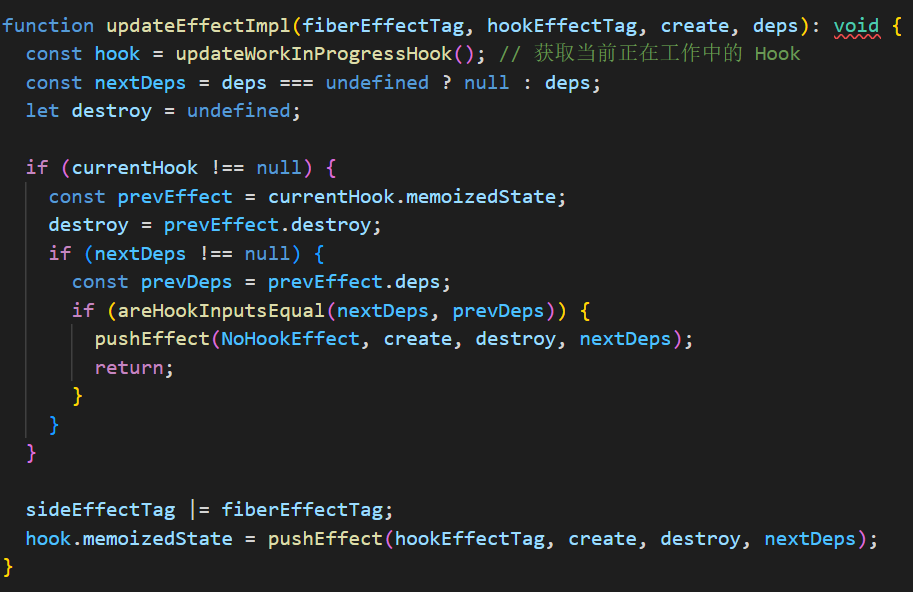 function updateEffectImpl(fiberEffectTag, hookEffectTag, create, deps): void {
  const hook = updateWorkInProgressHook(); // 获取当前正在工作中的 Hook
  const nextDeps = deps === undefined ? null : deps;
  let destroy = undefined;

  if (currentHook !== null) {
    const prevEffect = currentHook.memoizedState;
    destroy = prevEffect.destroy;
    if (nextDeps !== null) {
      const prevDeps = prevEffect.deps;
      if (areHookInputsEqual(nextDeps, prevDeps)) {
        pushEffect(NoHookEffect, create, destroy, nextDeps);
        return;
      }
    }
  }

  sideEffectTag |= fiberEffectTag;
  hook.memoizedState = pushEffect(hookEffectTag, create, destroy, nextDeps);
}